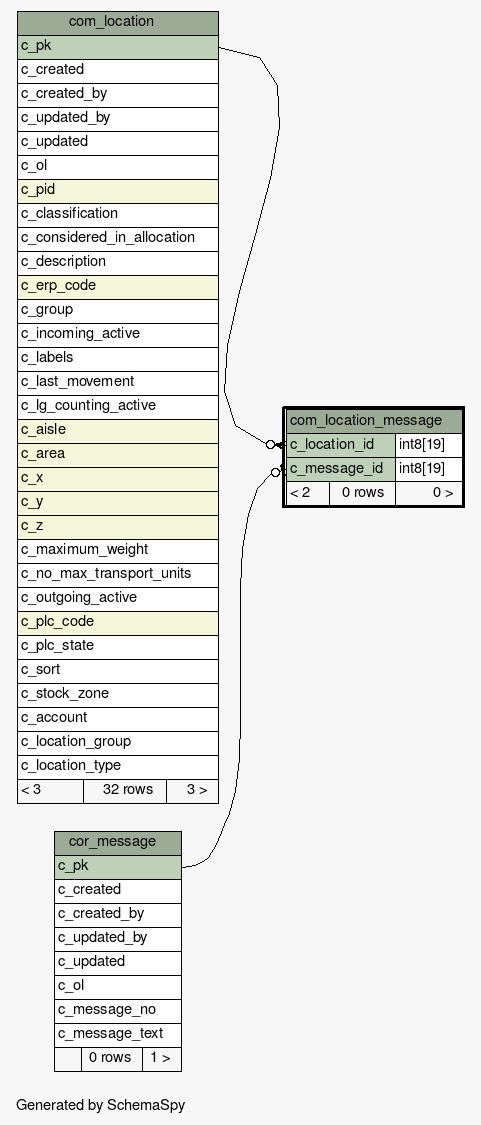 com_location
c_pk
c_created
c_created_by
c_updated_by
c_updated
c_ol
c_pid
c_classification
c_considered_in_allocation
c_description
c_erp_code
c_group
c_incoming_active
c_labels
c_last_movement
c_lg_counting_active
c_aisle
c_area
c_x
c_y
c_z
c_maximum_weight
c_no_max_transport_units
c_outgoing_active
c_plc_code
c_plc_state
c_sort
c_stock_zone
c_account
c_location_group
c_location_type
< 3 32 rows 3 >
com_location_message
c_location_id int8[19]
c_message_id int8[19]
< 2 0 rows 0 >
cor_message
c_pk
c_created
c_created_by
c_updated_by
c_updated
c_ol
c_message_no
c_message_text
0 rows 1 >
Generated by SchemaSpy